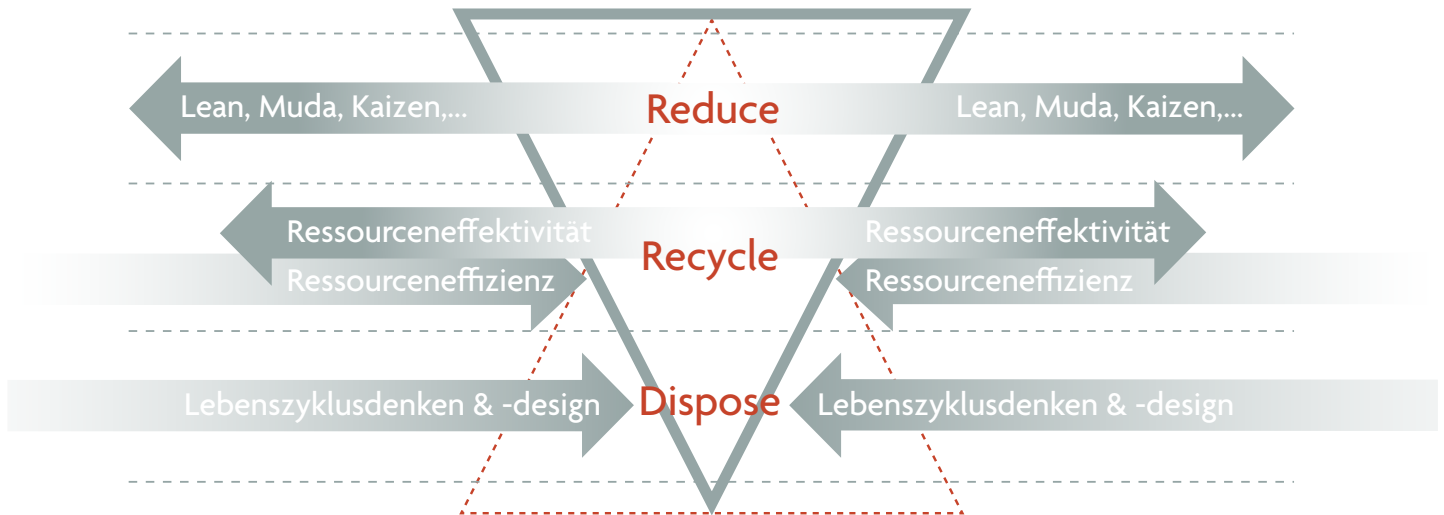 Lean, Muda, Kaizen,...
Reduce
Lean, Muda, Kaizen,...
Ressourceneffektivität
Ressourceneffektivität
Recycle
Ressourceneffizienz
Ressourceneffizienz
Lebenszyklusdenken & -design
Dispose
Lebenszyklusdenken & -design